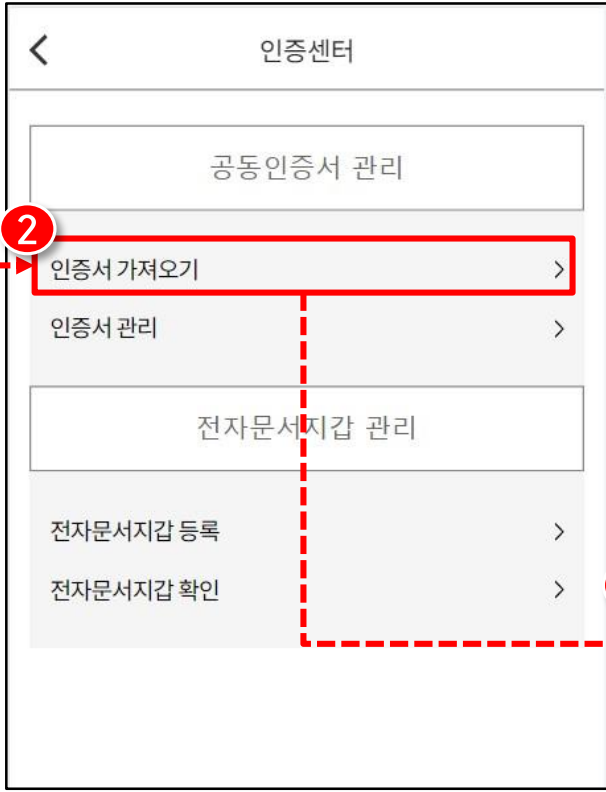 인증센터
공동인증서 관리
2
인증서 가져오기
인증서 관리
전자문서지갑 관리
전자문서지갑 등록
전자문서지갑 확인